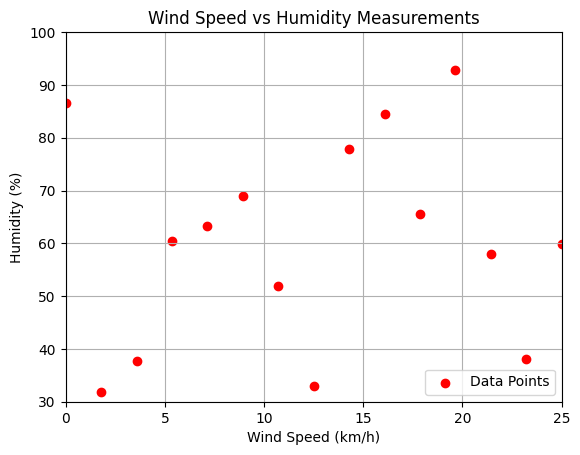 Wind Speed vs Humidity Measurements
100
90
80
70
60
50
40
30
Humidity (%)
Data Points
0 5 10 15 20 25
Wind Speed (km/h)